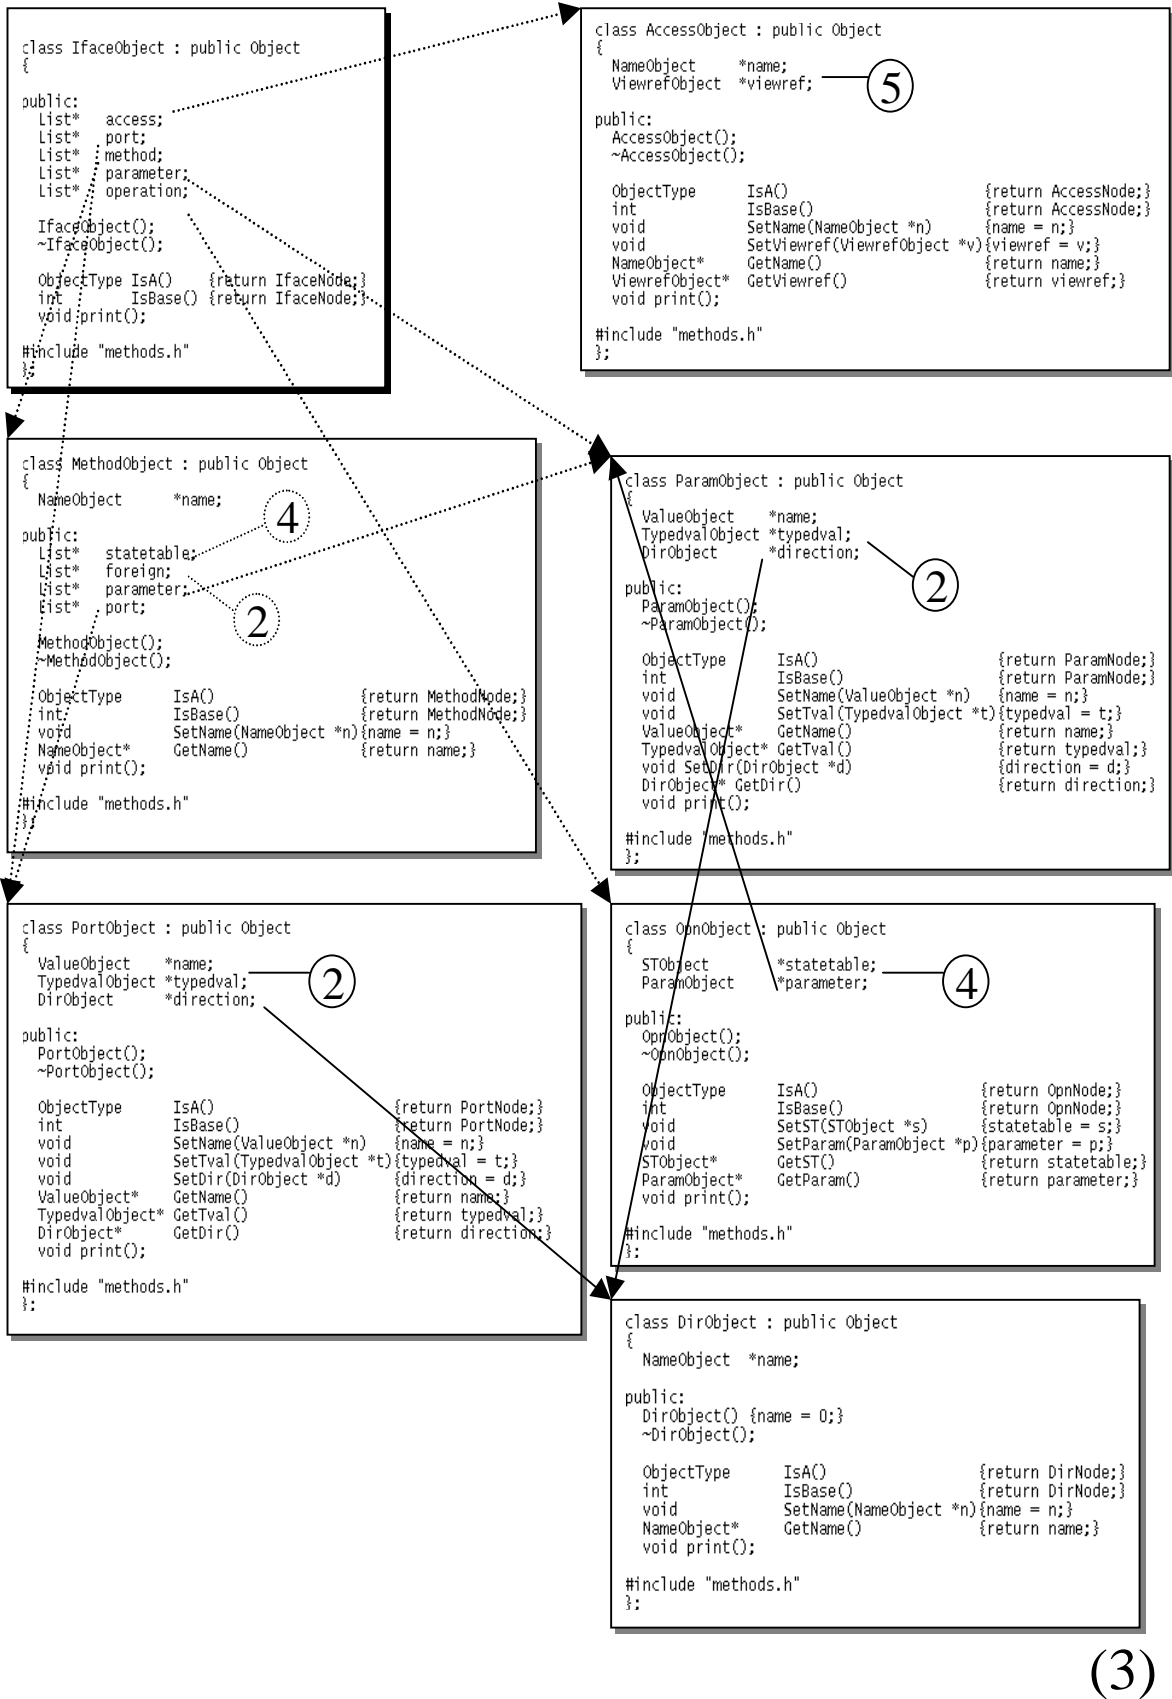 class IfaceObject : public Object
{
public:
List* access;
List* port;
List* method;
List* parameter;
List* operation;
IfaceObject();
~IfaceObject();
ObjectType IsA() {return IfaceNode;}
int IsBase() {return IfaceNode;}
void print();
#include "methods.h"
};
class AccessObject : public Object
{
NameObject *name;
ViewrefObject *viewref;
5
public:
AccessObject();
~AccessObject();
ObjectType IsA() {return AccessNode;}
int IsBase() {return AccessNode;}
void SetName(NameObject *n) {name = n;}
void SetViewref(ViewrefObject *v){viewref = v;}
NameObject* GetName() {return name;}
ViewrefObject* GetViewref() {return viewref;}
void print();
#include "methods.h"
};
class MethodObject : public Object
{
NameObject *name;
4
public:
List* statetable;
List* foreign;
List* parameter;
List* port;
2
MethodObject();
~MethodObject();
ObjectType IsA() {return MethodNode;}
int IsBase() {return MethodNode;}
void SetName(NameObject *n){name = n;}
NameObject* GetName() {return name;}
void print();
#include "methods.h"
};
class ParamObject : public Object
{
ValueObject *name;
TypedvalObject *typedval;
DirObject *direction;
2
public:
ParamObject();
~ParamObject();
ObjectType IsA() {return ParamNode;}
int IsBase() {return ParamNode;}
void SetName(ValueObject *n) {name = n;}
void SetTval(TypedvalObject *t){typedval = t;}
ValueObject* GetName() {return name;}
TypedvalObject* GetTval() {return typedval;}
void SetDir(DirObject *d) {direction = d;}
DirObject* GetDir() {return direction;}
void print();
#include "methods.h"
};
class PortObject : public Object
{
ValueObject *name;
TypedvalObject *typedval;
DirObject *direction;
2
public:
PortObject();
~PortObject();
ObjectType IsA() {return PortNode;}
int IsBase() {return PortNode;}
void SetName(ValueObject *n) {name = n;}
void SetTval(TypedvalObject *t){typedval = t;}
void SetDir(DirObject *d) {direction = d;}
ValueObject* GetName() {return name;}
TypedvalObject* GetTval() {return typedval;}
DirObject* GetDir() {return direction;}
void print();
#include "methods.h"
};
class OpnObject : public Object
{
STObject *statetable;
ParamObject *parameter;
4
public:
OpnObject();
~OpnObject();
ObjectType IsA() {return OpnNode;}
int IsBase() {return OpnNode;}
void SetST(STObject *s) {statetable = s;}
void SetParam(ParamObject *p){parameter = p;}
STObject* GetST() {return statetable;}
ParamObject* GetParam() {return parameter;}
void print();
#include "methods.h"
};
class DirObject : public Object
{
NameObject *name;
public:
DirObject() {name = 0;}
~DirObject();
ObjectType IsA() {return DirNode;}
int IsBase() {return DirNode;}
void SetName(NameObject *n){name = n;}
NameObject* GetName() {return name;}
void print();
#include "methods.h"
};
(3)